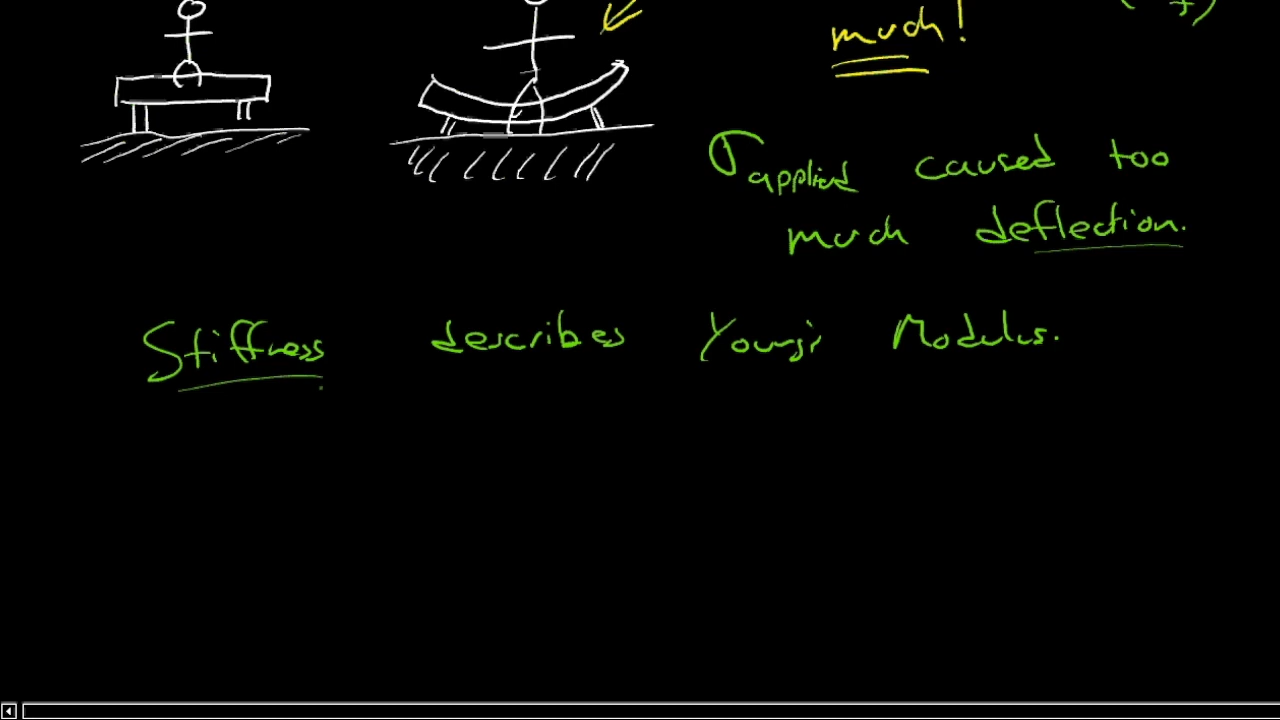 much!
σapplied caused too
much deflection.
Stiffness describes Young's Modulus.